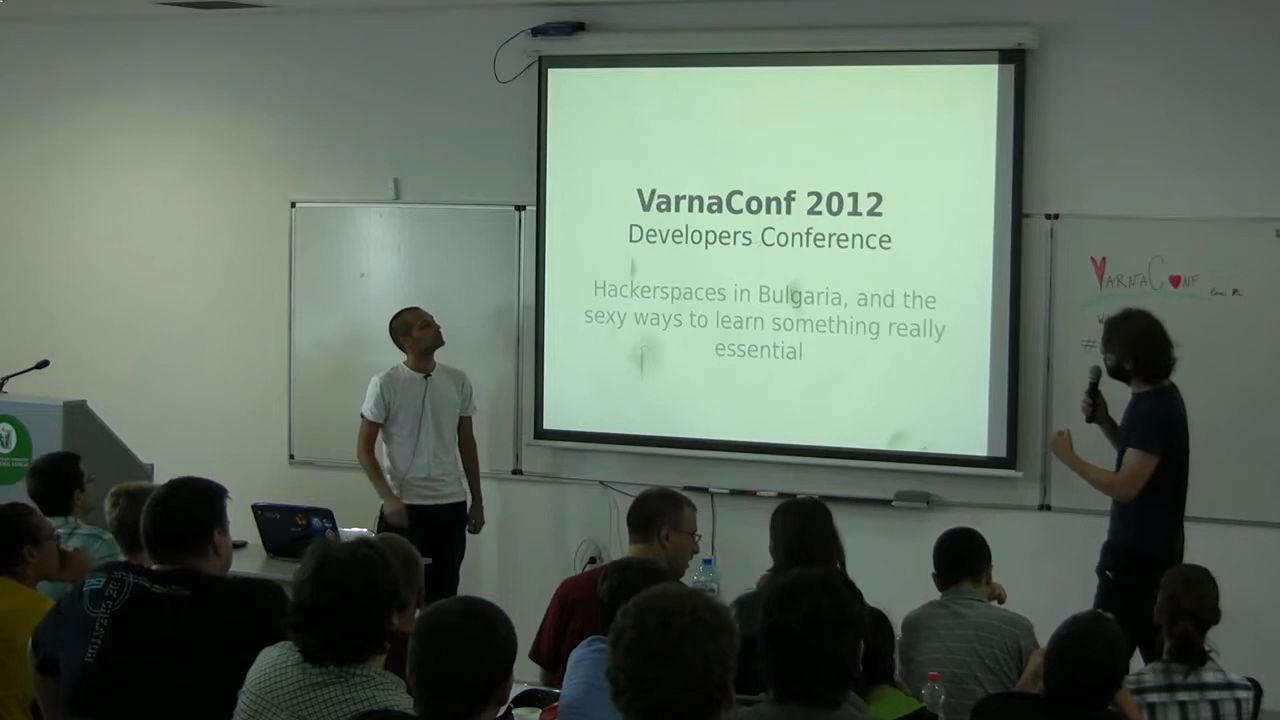 VarnaConf 2012
Developers Conference
Hackerspaces in Bulgaria, and the
sexy ways to learn something really
essential
VARNACONF